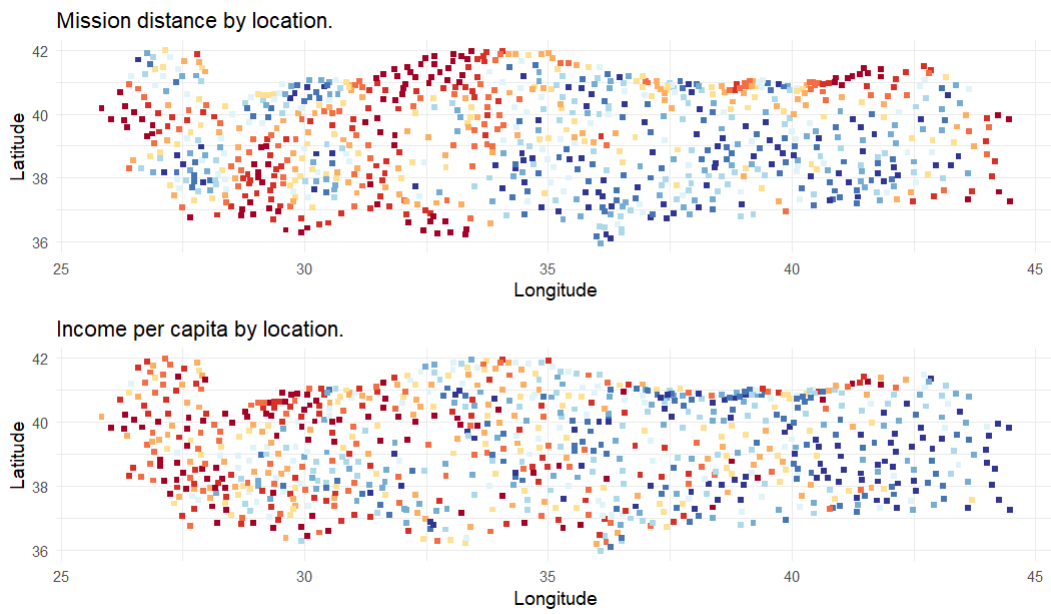 Mission distance by location.
42
40
38
36
Latitude
25 30 35 40 45
Longitude
Income per capita by location.
42
40
38
36
Latitude
25 30 35 40 45
Longitude